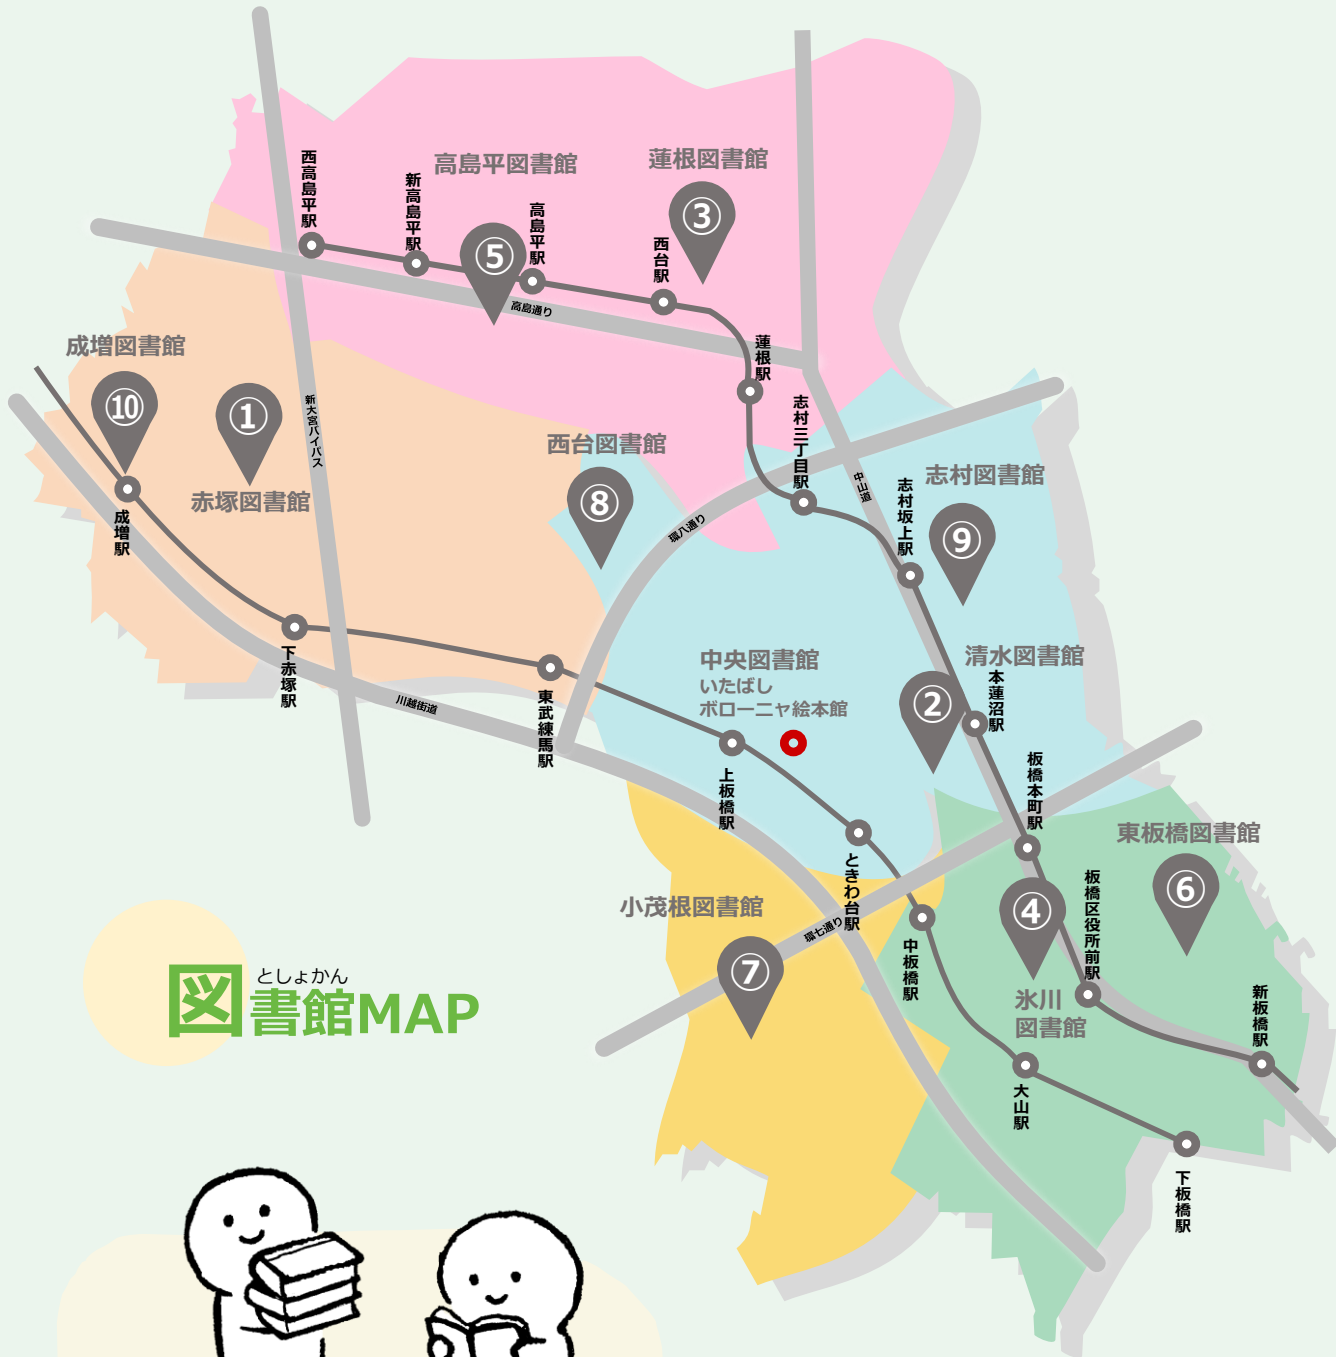 西高島平駅
新高島平駅
高島平図書館
高島平駅
⑤
蓮根図書館
③
西台駅
高島通り
蓮根駅
成増図書館
⑩
①
赤塚図書館
成増駅
新大宮バイパス
西台図書館
⑧
志村三丁目駅
環八通り
中山道
志村図書館
志村坂上駅
⑨
下赤塚駅
川越街道
東武練馬駅
中央図書館
いたばし
ボローニャ絵本館
上板橋駅
清水図書館
②
本蓮沼駅
板橋本町駅
東板橋図書館
⑥
ときわ台駅
環七通り
小茂根図書館
⑦
中板橋駅
④
板橋区役所前駅
氷川
図書館
新板橋駅
大山駅
下板橋駅
としょかん
図書館MAP